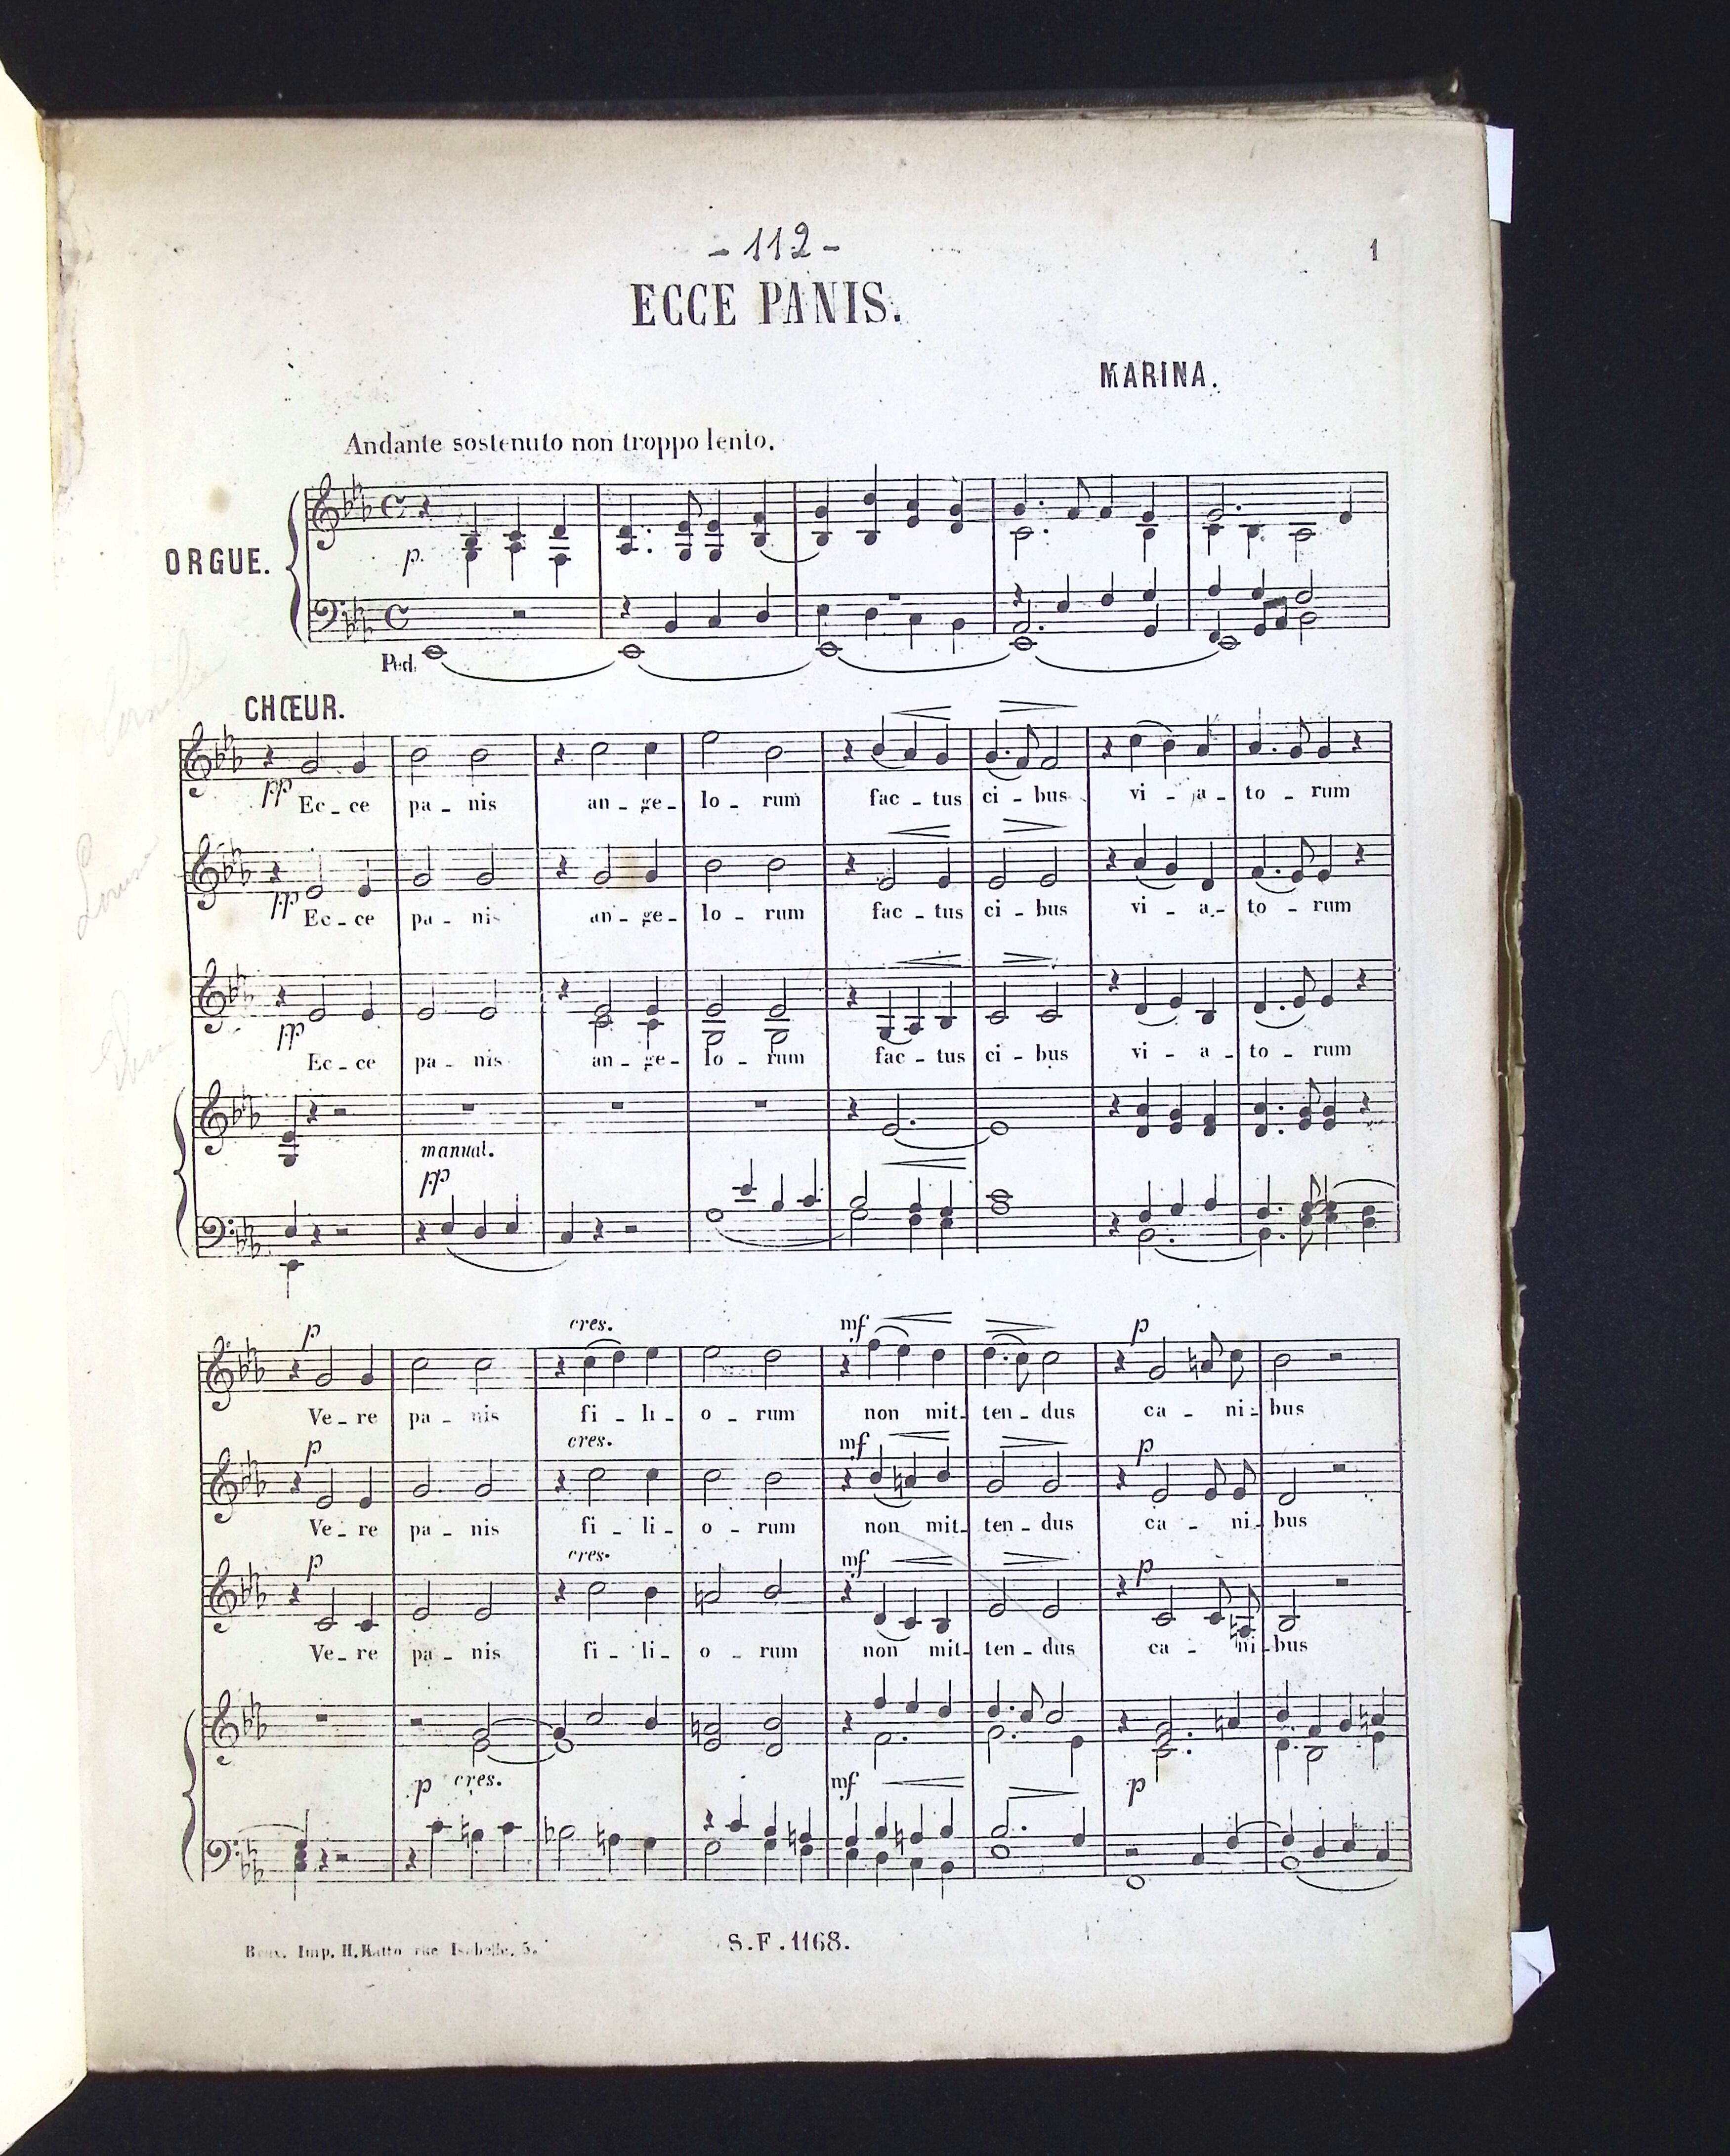 - 112 -
1
ECCE PANIS.
MARINA.
Andante sostenuto non troppo lento.
ORGUE.
p.
Ped.
CHŒUR.
pp Ec - ce pa - nis an - ge - lo - rum fac - tus ci - bus vi - a - to - rum
pp Ec - ce pa - nis an - ge - lo - rum fac - tus ci - bus vi - a - to - rum
pp Ec - ce pa - nis an - ge - lo - rum fac - tus ci - bus vi - a - to - rum
manual.
pp
p cres. mf p
Ve - re pa - nis fi - li - o - rum non mit - ten - dus ca - ni - bus
p cres. mf p
Ve - re pa - nis fi - li - o - rum non mit - ten - dus ca - ni - bus
p cres. mf p
Ve - re pa - nis fi - li - o - rum non mit - ten - dus ca - ni - bus
p cres. mf p
Imp. H. Katto rue Isabelle, 5.
S.F. 1168.